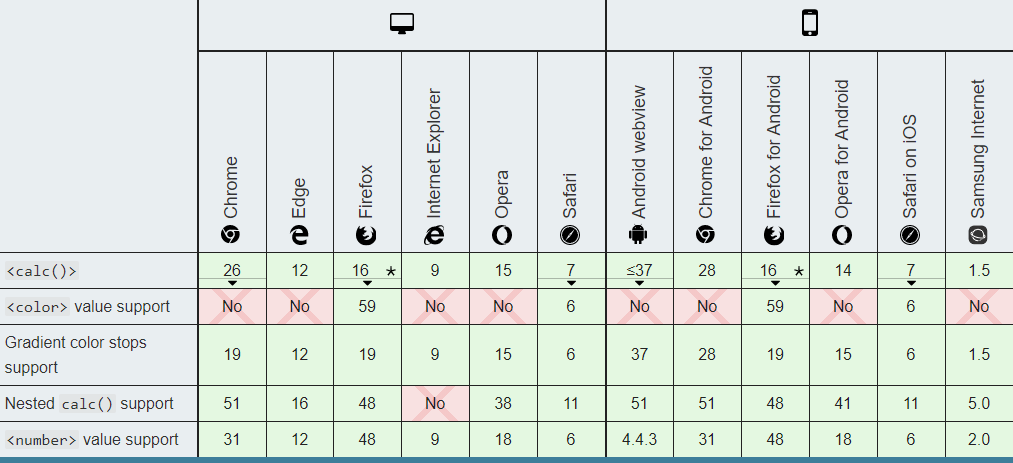 Chrome
Edge
Firefox
Internet Explorer
Opera
Safari
Android webview
Chrome for Android
Firefox for Android
Opera for Android
Safari on iOS
Samsung Internet
<calc()> 26 12 16 * 9 15 7 ≤37 28 16 * 14 7 1.5
<color> value support No No 59 No No 6 No No 59 No 6 No
Gradient color stops
support 19 12 19 9 15 6 37 28 19 15 6 1.5
Nested calc() support 51 16 48 No 38 11 51 51 48 41 11 5.0
<number> value support 31 12 48 9 18 6 4.4.3 31 48 18 6 2.0